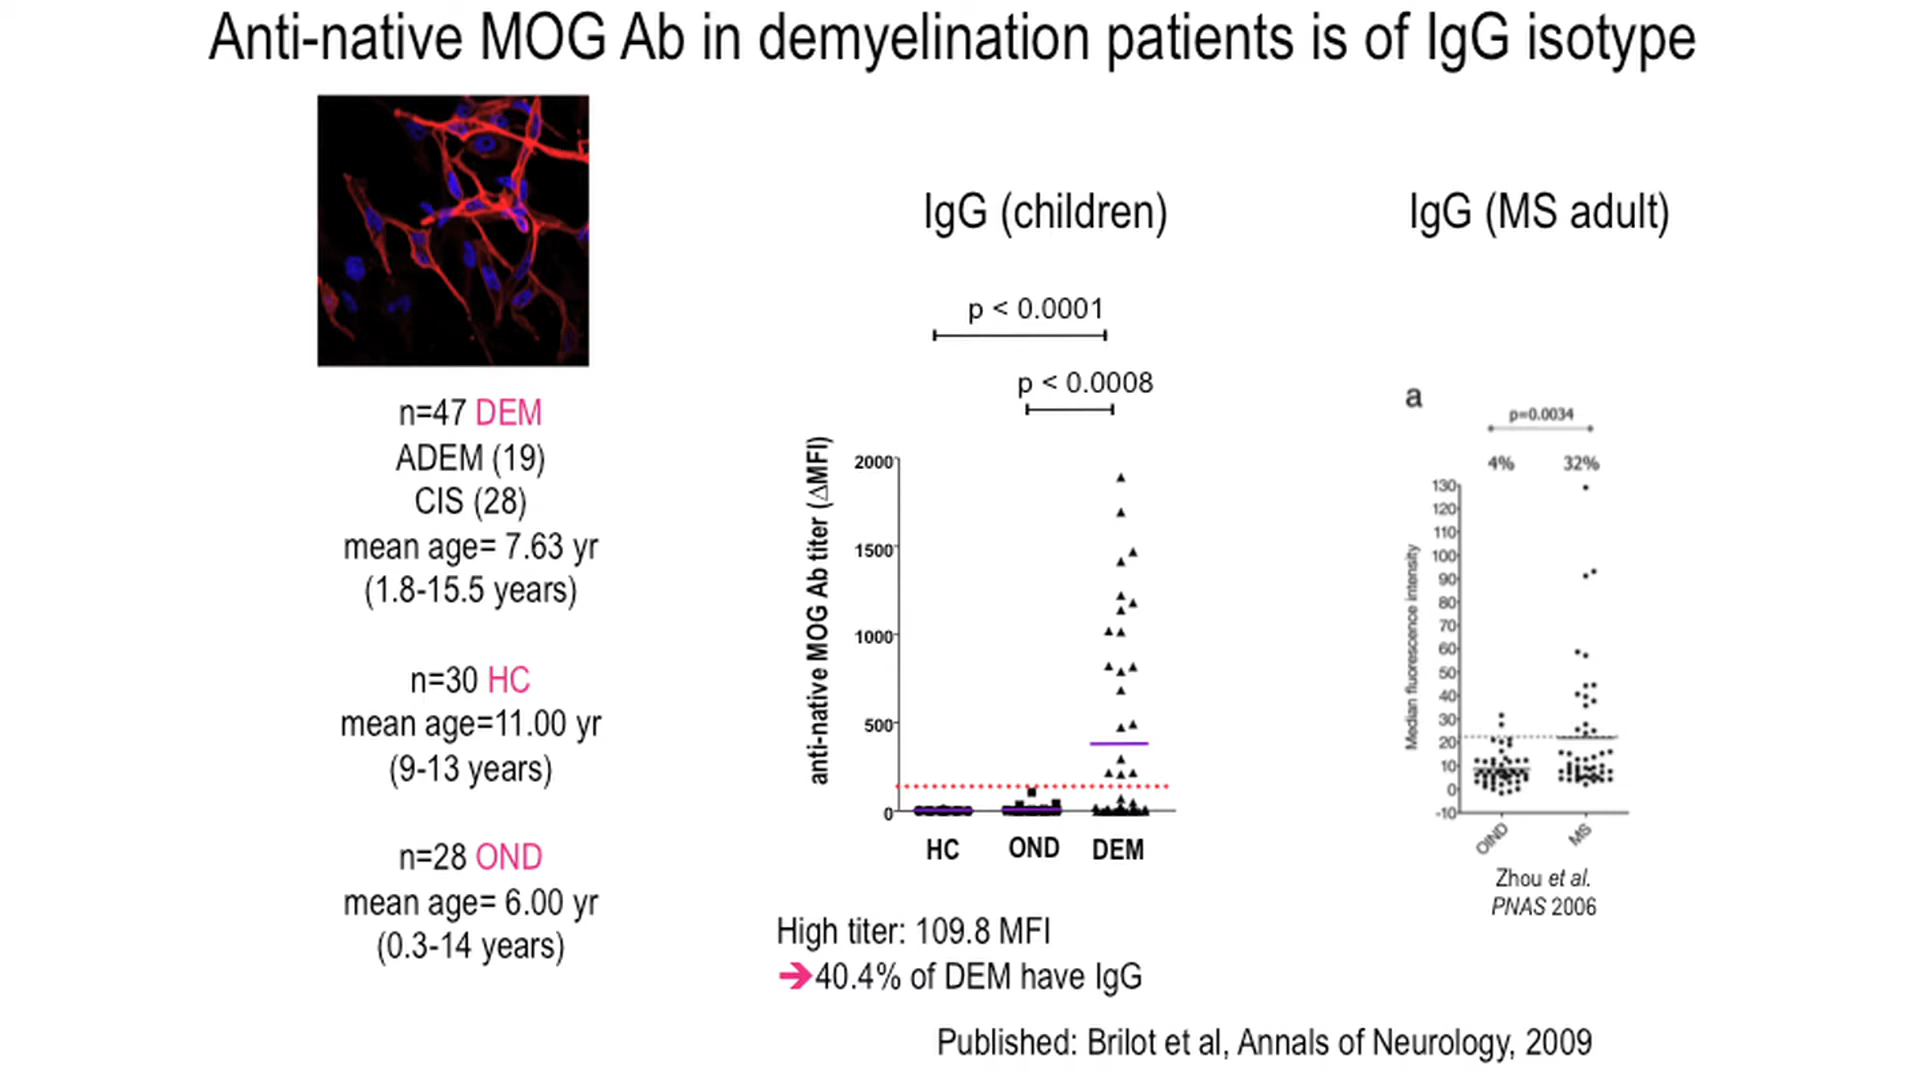 Anti-native MOG Ab in demyelination patients is of IgG isotype
n=47 DEM
ADEM (19)
CIS (28)
mean age= 7.63 yr
(1.8-15.5 years)
n=30 HC
mean age=11.00 yr
(9-13 years)
n=28 OND
mean age= 6.00 yr
(0.3-14 years)
IgG (children)
p < 0.0001
p < 0.0008
anti-native MOG Ab titer (ΔMFI)
2000
1500
1000
500
0
HC OND DEM
High titer: 109.8 MFI
➔40.4% of DEM have IgG
IgG (MS adult)
a
p=0.0034
4% 32%
Median fluorescence intensity
130
120
110
100
90
80
70
60
50
40
30
20
10
0
-10
OIND MS
Zhou et al.
PNAS 2006
Published: Brilot et al, Annals of Neurology, 2009